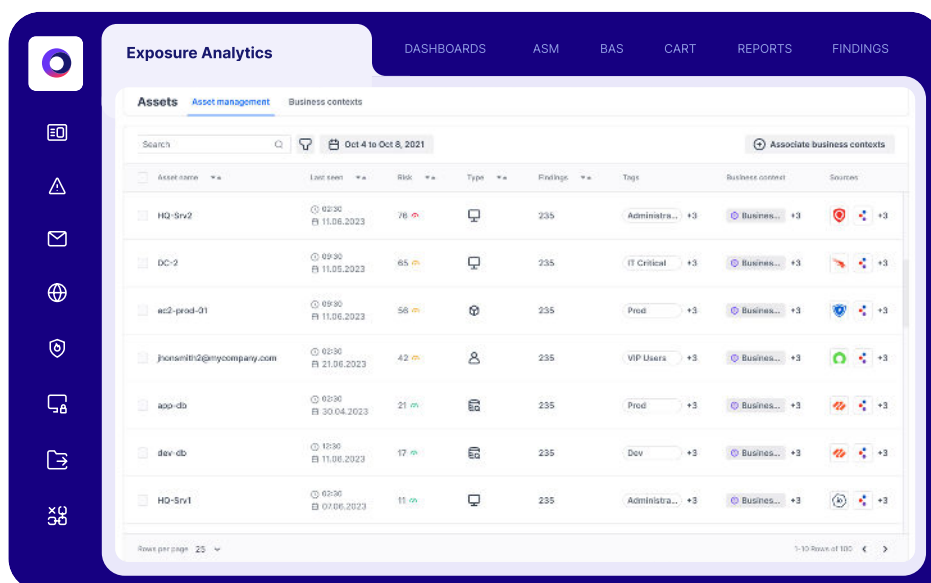 Exposure Analytics
DASHBOARDS ASM BAS CART REPORTS FINDINGS
Assets Asset management Business contexts
Search Oct 4 to Oct 8, 2021 Associate business contexts
Asset name Last seen Risk Type Findings Tags Business context Sources
HQ-Srv2 02:30 11.06.2023 76 235 Administra... +3 Busines... +3 +3
DC-2 09:30 11.05.2023 65 235 IT Critical +3 Busines... +3 +3
ec2-prod-01 09:30 11.06.2023 56 235 Prod +3 Busines... +3 +3
jhonsmith2@mycompany.com 02:30 21.06.2023 42 235 VIP Users +3 Busines... +3 +3
app-db 02:30 30.04.2023 21 235 Prod +3 Busines... +3 +3
dev-db 12:30 11.06.2023 17 235 Dev +3 Busines... +3 +3
HQ-Srv1 02:30 07.06.2023 11 235 Administra... +3 Busines... +3 +3
Rows per page 25 1-10 Rows of 100